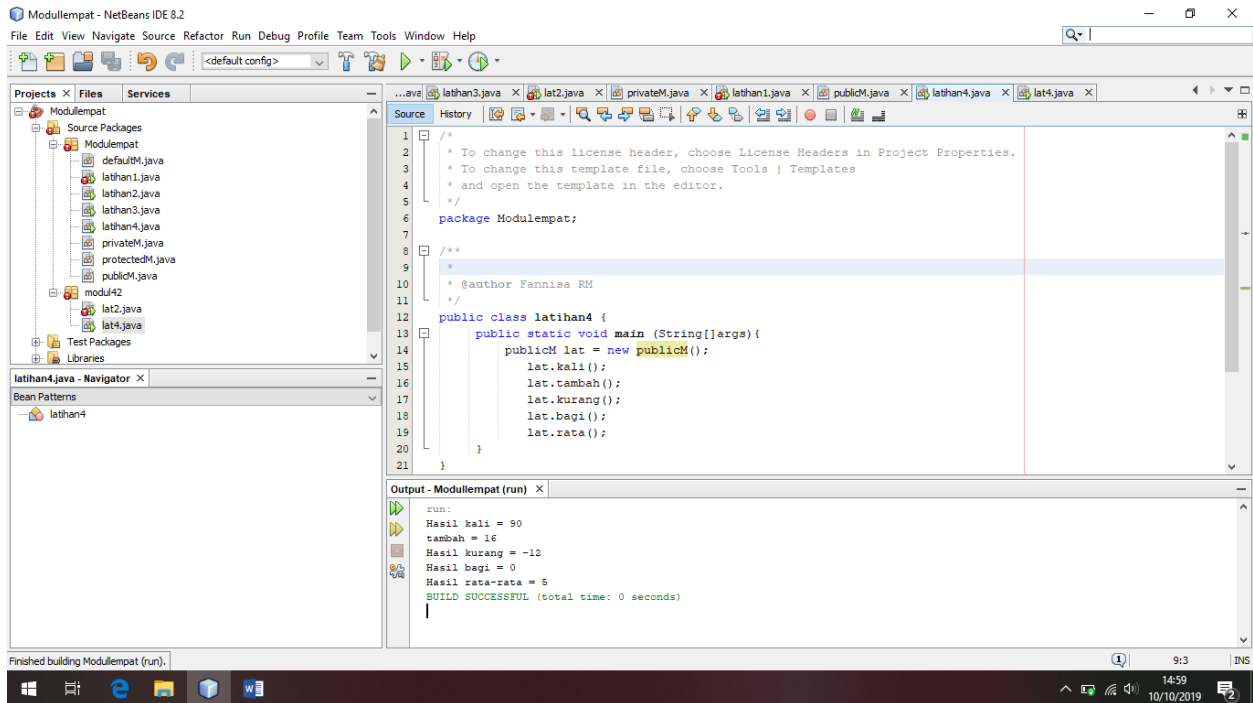 Modullempat - NetBeans IDE 8.2
File Edit View Navigate Source Refactor Run Debug Profile Team Tools Window Help
<default config>
Projects Files Services
Modullempat
Source Packages
Modulempat
defaultM.java
latihan1.java
latihan2.java
latihan3.java
latihan4.java
privateM.java
protectedM.java
publicM.java
modul42
lat2.java
lat4.java
Test Packages
Libraries
latihan4.java - Navigator
Bean Patterns
latihan4
...ava latihan3.java lat2.java privateM.java latihan1.java publicM.java latihan4.java lat4.java
Source History
1 /*
2 * To change this license header, choose License Headers in Project Properties.
3 * To change this template file, choose Tools | Templates
4 * and open the template in the editor.
5 */
6 package Modulempat;
7
8 /**
9 *
10 * @author Fannisa RM
11 */
12 public class latihan4 {
13 public static void main (String[]args){
14 publicM lat = new publicM();
15 lat.kali();
16 lat.tambah();
17 lat.kurang();
18 lat.bagi();
19 lat.rata();
20 }
21 }
Output - Modullempat (run)
run:
Hasil kali = 90
tambah = 16
Hasil kurang = -12
Hasil bagi = 0
Hasil rata-rata = 5
BUILD SUCCESSFUL (total time: 0 seconds)
Finished building Modullempat (run).
1 9:3 INS
14:59
10/10/2019
2